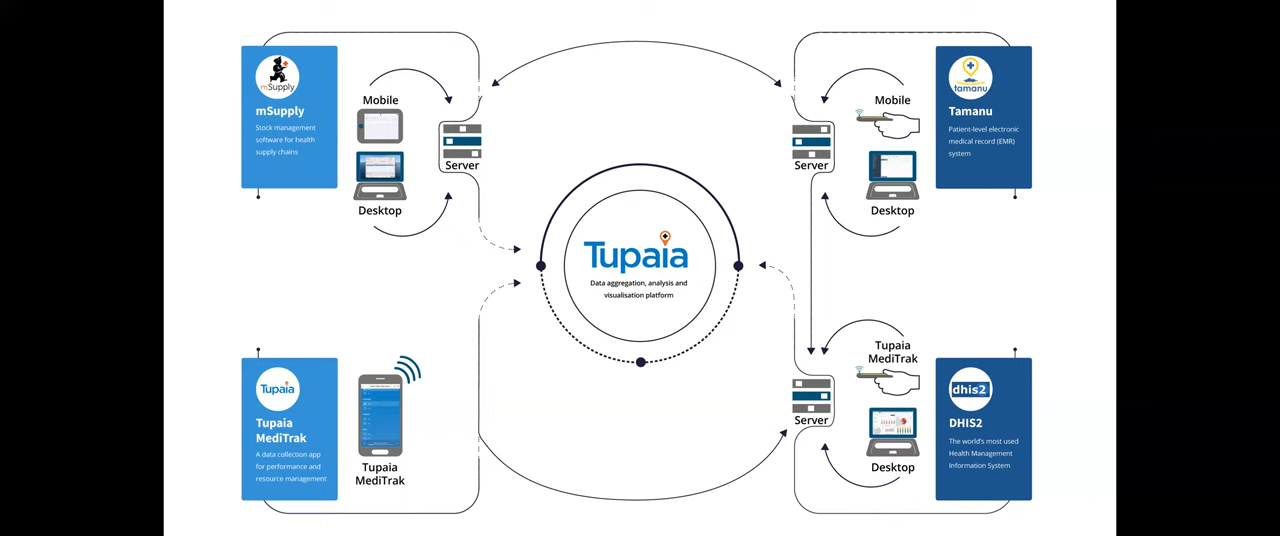 mSupply
mSupply
Stock management
software for health
supply chains
Mobile
Desktop
Server
Server
Mobile
Desktop
tamanu
Tamanu
Patient-level electronic
medical record (EMR)
system
Tupaia
Data aggregation, analysis and
visualisation platform
Tupaia
Tupaia
MediTrak
A data collection app
for performance and
resource management
Tupaia
MediTrak
Server
Tupaia
MediTrak
Desktop
dhis2
DHIS2
The world's most used
Health Management
Information System